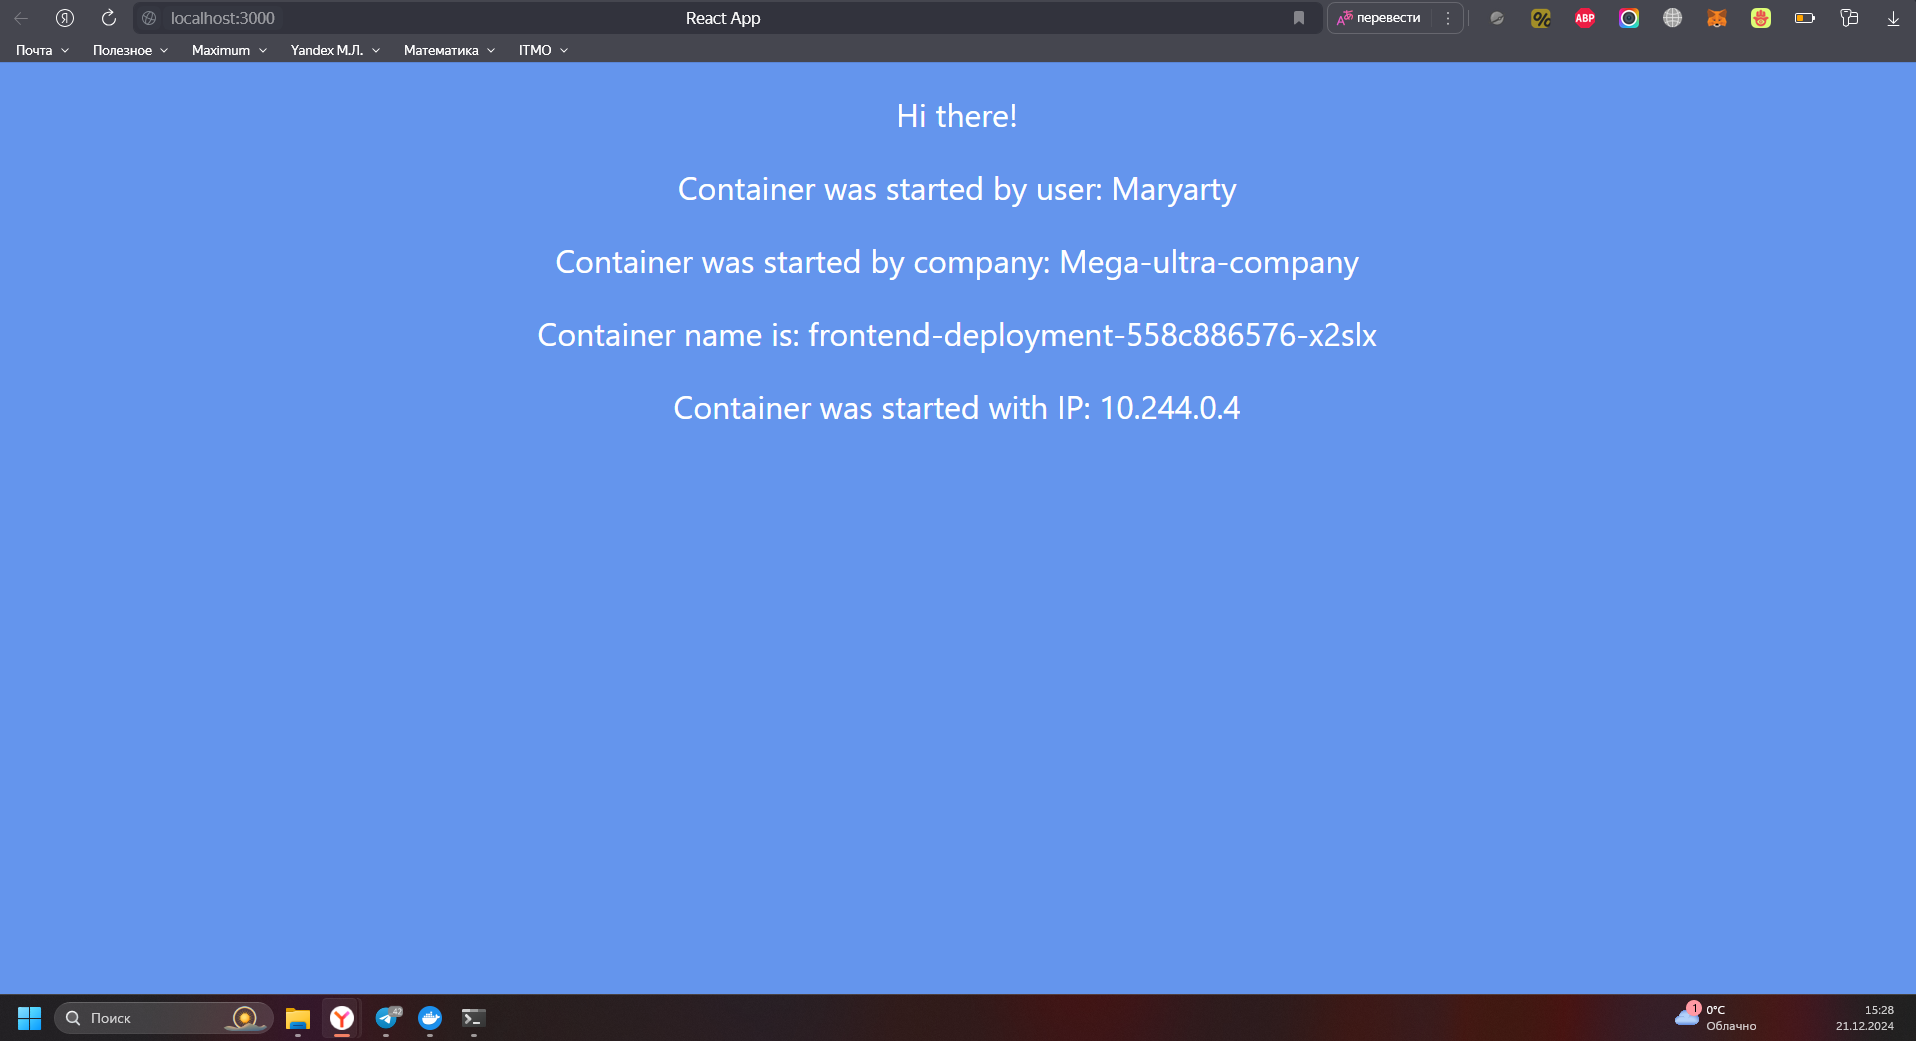 localhost:3000
React App
перевести
ABP
Почта
Полезное
Maximum
Yandex М.Л.
Математика
ITMO
Hi there!
Container was started by user: Maryarty
Container was started by company: Mega-ultra-company
Container name is: frontend-deployment-558c886576-x2slx
Container was started with IP: 10.244.0.4
Поиск
42
1
0°C
Облачно
15:28
21.12.2024